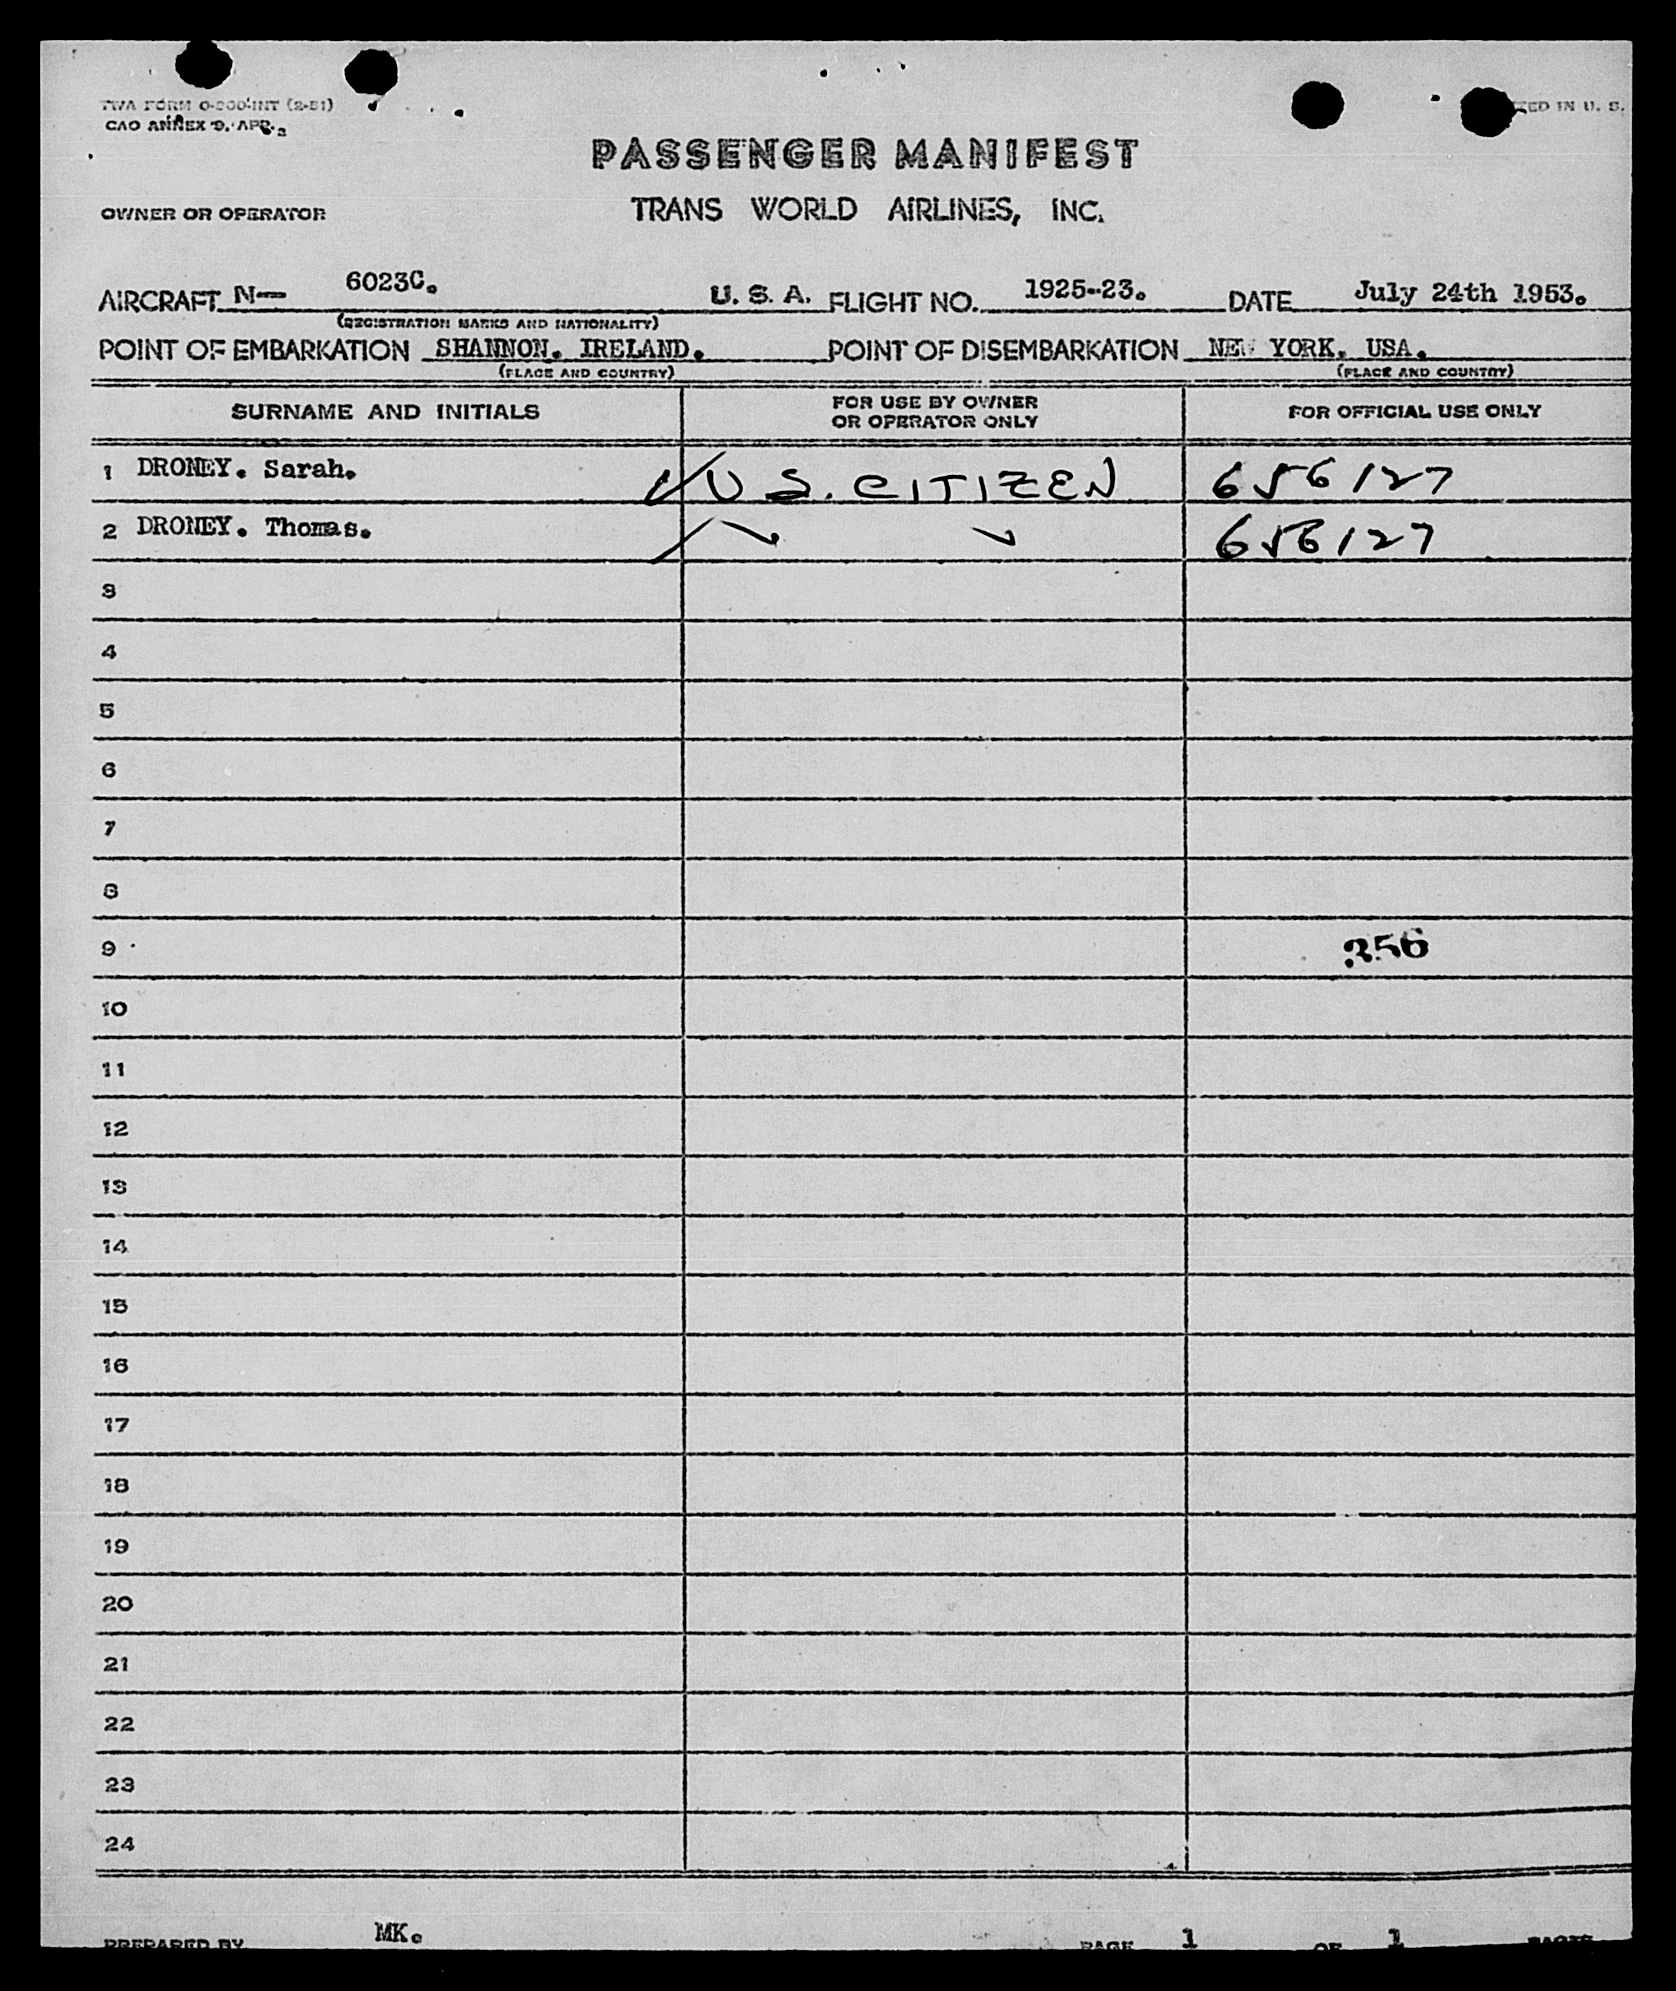 TWA FORM O-200-INT (2-51)
CAO ANNEX 9, APP. 2
PASSENGER MANIFEST
OWNER OR OPERATOR TRANS WORLD AIRLINES, INC.
AIRCRAFT N— 6023C. U. S. A. FLIGHT NO. 1925-23. DATE July 24th 1953.
(REGISTRATION MARKS AND NATIONALITY)
POINT OF EMBARKATION SHANNON. IRELAND. POINT OF DISEMBARKATION NEW YORK. USA.
(PLACE AND COUNTRY) (PLACE AND COUNTRY)
SURNAME AND INITIALS FOR USE BY OWNER OR OPERATOR ONLY FOR OFFICIAL USE ONLY
1 DRONEY. Sarah. U S. CITIZEN 656127
2 DRONEY. Thomas. 656127
3
4
5
6
7
8
9 356
10
11
12
13
14
15
16
17
18
19
20
21
22
23
24
PREPARED BY MK. PAGE 1 OF 1 PAGES